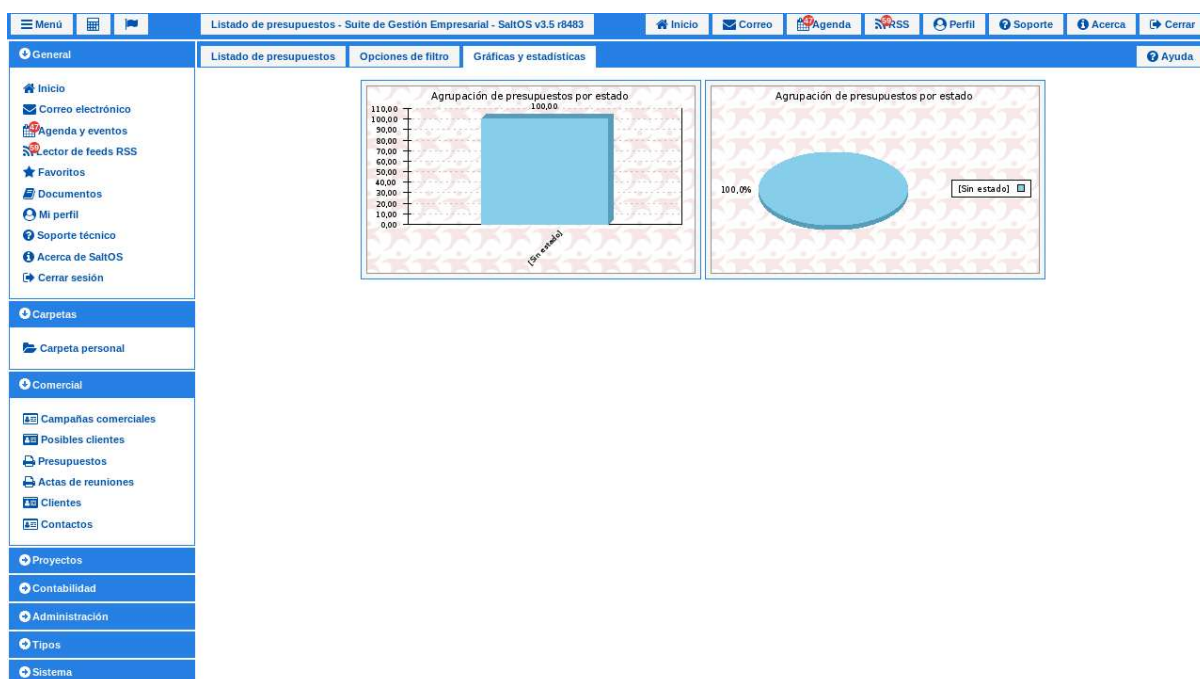 Menú
Listado de presupuestos - Suite de Gestión Empresarial - SaltOS v3.5 r8483
Inicio
Correo
47
Agenda
59
RSS
Perfil
Soporte
Acerca
Cerrar
General
Inicio
Correo electrónico
47
Agenda y eventos
59
Lector de feeds RSS
Favoritos
Documentos
Mi perfil
Soporte técnico
Acerca de SaltOS
Cerrar sesión
Carpetas
Carpeta personal
Comercial
Campañas comerciales
Posibles clientes
Presupuestos
Actas de reuniones
Clientes
Contactos
Proyectos
Contabilidad
Administración
Tipos
Sistema
Listado de presupuestos
Opciones de filtro
Gráficas y estadísticas
Ayuda
Agrupación de presupuestos por estado
100,00
110,00
100,00
90,00
80,00
70,00
60,00
50,00
40,00
30,00
20,00
10,00
0,00
[Sin estado]
Agrupación de presupuestos por estado
100,0%
[Sin estado]